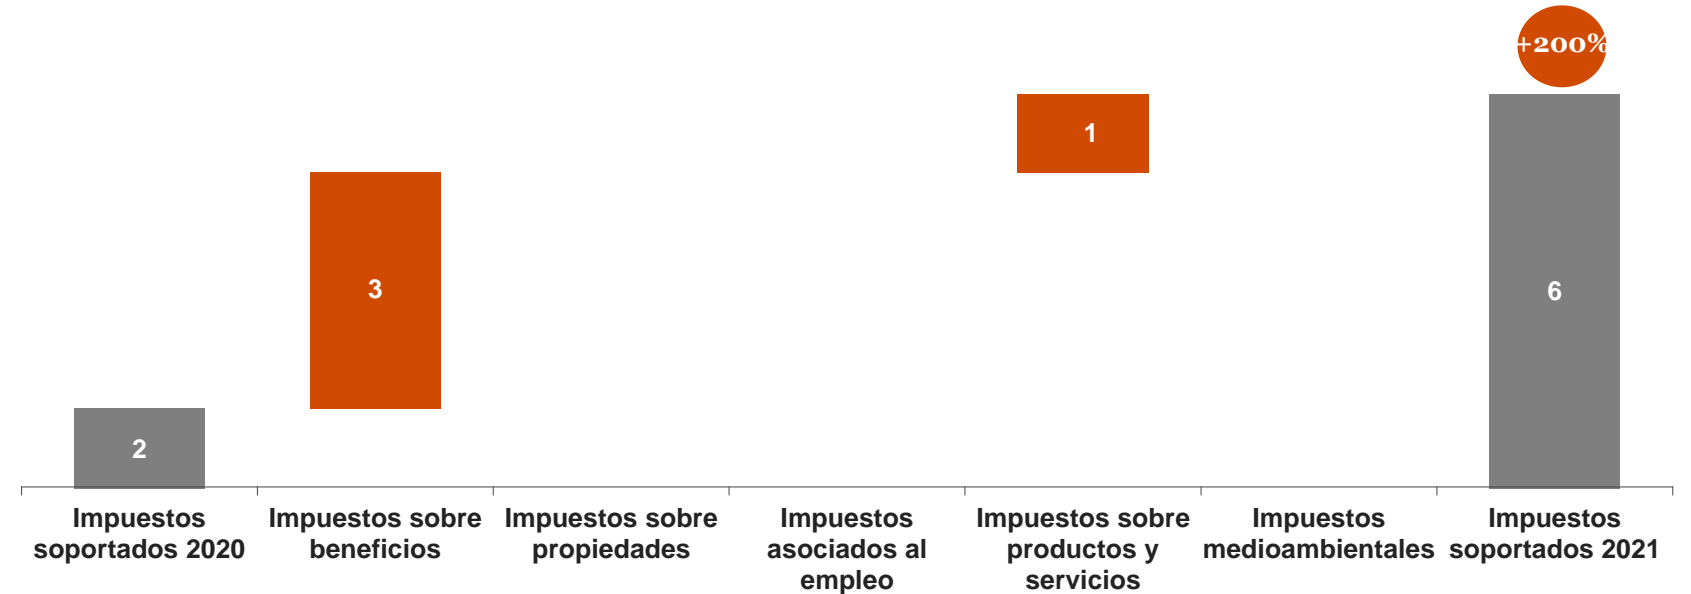 +200%
1
3
6
2
Impuestos
soportados 2020
Impuestos sobre
beneficios
Impuestos sobre
propiedades
Impuestos
asociados al
empleo
Impuestos sobre
productos y
servicios
Impuestos
medioambientales
Impuestos
soportados 2021